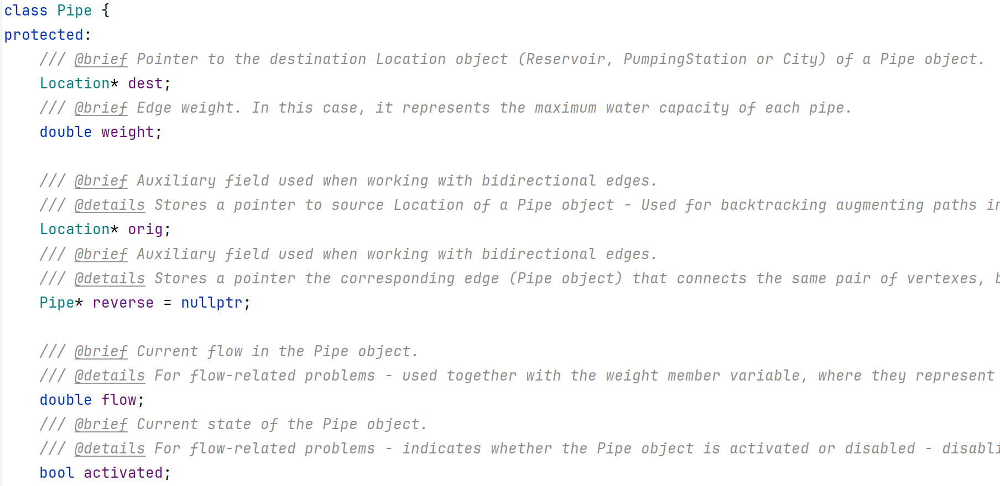 class Pipe {
protected:
/// @brief Pointer to the destination Location object (Reservoir, PumpingStation or City) of a Pipe object.
Location* dest;
/// @brief Edge weight. In this case, it represents the maximum water capacity of each pipe.
double weight;
/// @brief Auxiliary field used when working with bidirectional edges.
/// @details Stores a pointer to source Location of a Pipe object - Used for backtracking augmenting paths in
Location* orig;
/// @brief Auxiliary field used when working with bidirectional edges.
/// @details Stores a pointer the corresponding edge (Pipe object) that connects the same pair of vertexes,
Pipe* reverse = nullptr;
/// @brief Current flow in the Pipe object.
/// @details For flow-related problems - used together with the weight member variable, where they represent
double flow;
/// @brief Current state of the Pipe object.
/// @details For flow-related problems - indicates whether the Pipe object is activated or disabled - disabli
bool activated;